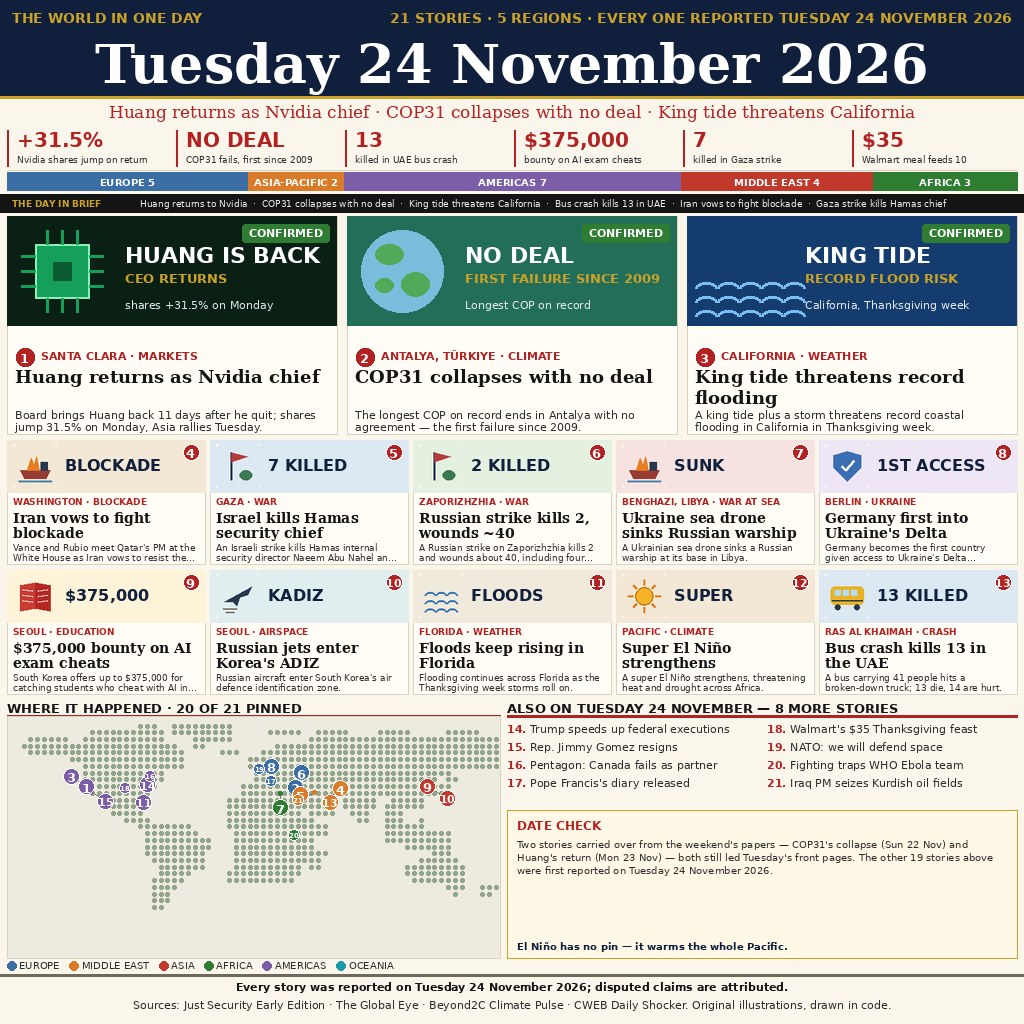 THE WORLD IN ONE DAY
21 STORIES · 5 REGIONS · EVERY ONE REPORTED TUESDAY 24 NOVEMBER 2026
Tuesday 24 November 2026
Huang returns as Nvidia chief · COP31 collapses with no deal · King tide threatens California
+31.5%
Nvidia shares jump on return
NO DEAL
COP31 fails, first since 2009
13
killed in UAE bus crash
$375,000
bounty on AI exam cheats
7
killed in Gaza strike
$35
Walmart meal feeds 10
EUROPE 5
ASIA-PACIFIC 2
AMERICAS 7
MIDDLE EAST 4
AFRICA 3
THE DAY IN BRIEF
Huang returns to Nvidia · COP31 collapses with no deal · King tide threatens California · Bus crash kills 13 in UAE · Iran vows to fight blockade · Gaza strike kills Hamas chief
CONFIRMED
HUANG IS BACK
CEO RETURNS
shares +31.5% on Monday
1
SANTA CLARA · MARKETS
Huang returns as Nvidia chief
Board brings Huang back 11 days after he quit; shares
jump 31.5% on Monday, Asia rallies Tuesday.
CONFIRMED
NO DEAL
FIRST FAILURE SINCE 2009
Longest COP on record
2
ANTALYA, TÜRKIYE · CLIMATE
COP31 collapses with no deal
The longest COP on record ends in Antalya with no
agreement — the first failure since 2009.
CONFIRMED
KING TIDE
RECORD FLOOD RISK
California, Thanksgiving week
3
CALIFORNIA · WEATHER
King tide threatens record
flooding
A king tide plus a storm threatens record coastal
flooding in California in Thanksgiving week.
BLOCKADE
4
WASHINGTON · BLOCKADE
Iran vows to fight
blockade
Vance and Rubio meet Qatar's PM at the
White House as Iran vows to resist the…
7 KILLED
5
GAZA · WAR
Israel kills Hamas
security chief
An Israeli strike kills Hamas internal
security director Naeem Abu Nahel an…
2 KILLED
6
ZAPORIZHZHIA · WAR
Russian strike kills 2,
wounds ~40
A Russian strike on Zaporizhzhia kills 2
and wounds about 40, including four…
SUNK
7
BENGHAZI, LIBYA · WAR AT SEA
Ukraine sea drone
sinks Russian warship
A Ukrainian sea drone sinks a Russian
warship at its base in Libya.
1ST ACCESS
8
BERLIN · UKRAINE
Germany first into
Ukraine's Delta
Germany becomes the first country
given access to Ukraine's Delta…
$375,000
9
SEOUL · EDUCATION
$375,000 bounty on AI
exam cheats
South Korea offers up to $375,000 for
catching students who cheat with AI in…
KADIZ
10
SEOUL · AIRSPACE
Russian jets enter
Korea's ADIZ
Russian aircraft enter South Korea's air
defence identification zone.
FLOODS
11
FLORIDA · WEATHER
Floods keep rising in
Florida
Flooding continues across Florida as the
Thanksgiving week storms roll on.
SUPER
12
PACIFIC · CLIMATE
Super El Niño
strengthens
A super El Niño strengthens, threatening
heat and drought across Africa.
13 KILLED
13
RAS AL KHAIMAH · CRASH
Bus crash kills 13 in
the UAE
A bus carrying 41 people hits a
broken-down truck; 13 die, 14 are hurt.
WHERE IT HAPPENED · 20 OF 21 PINNED
3
1
15
16
14
11
8
17
6
7
20
4
13
9
10
EUROPE
MIDDLE EAST
ASIA
AFRICA
AMERICAS
OCEANIA
ALSO ON TUESDAY 24 NOVEMBER — 8 MORE STORIES
14. Trump speeds up federal executions
15. Rep. Jimmy Gomez resigns
16. Pentagon: Canada fails as partner
17. Pope Francis's diary released
18. Walmart's $35 Thanksgiving feast
19. NATO: we will defend space
20. Fighting traps WHO Ebola team
21. Iraq PM seizes Kurdish oil fields
DATE CHECK
Two stories carried over from the weekend's papers — COP31's collapse (Sun 22 Nov) and
Huang's return (Mon 23 Nov) — both still led Tuesday's front pages. The other 19 stories above
were first reported on Tuesday 24 November 2026.
El Niño has no pin — it warms the whole Pacific.
Every story was reported on Tuesday 24 November 2026; disputed claims are attributed.
Sources: Just Security Early Edition · The Global Eye · Beyond2C Climate Pulse · CWEB Daily Shocker. Original illustrations, drawn in code.